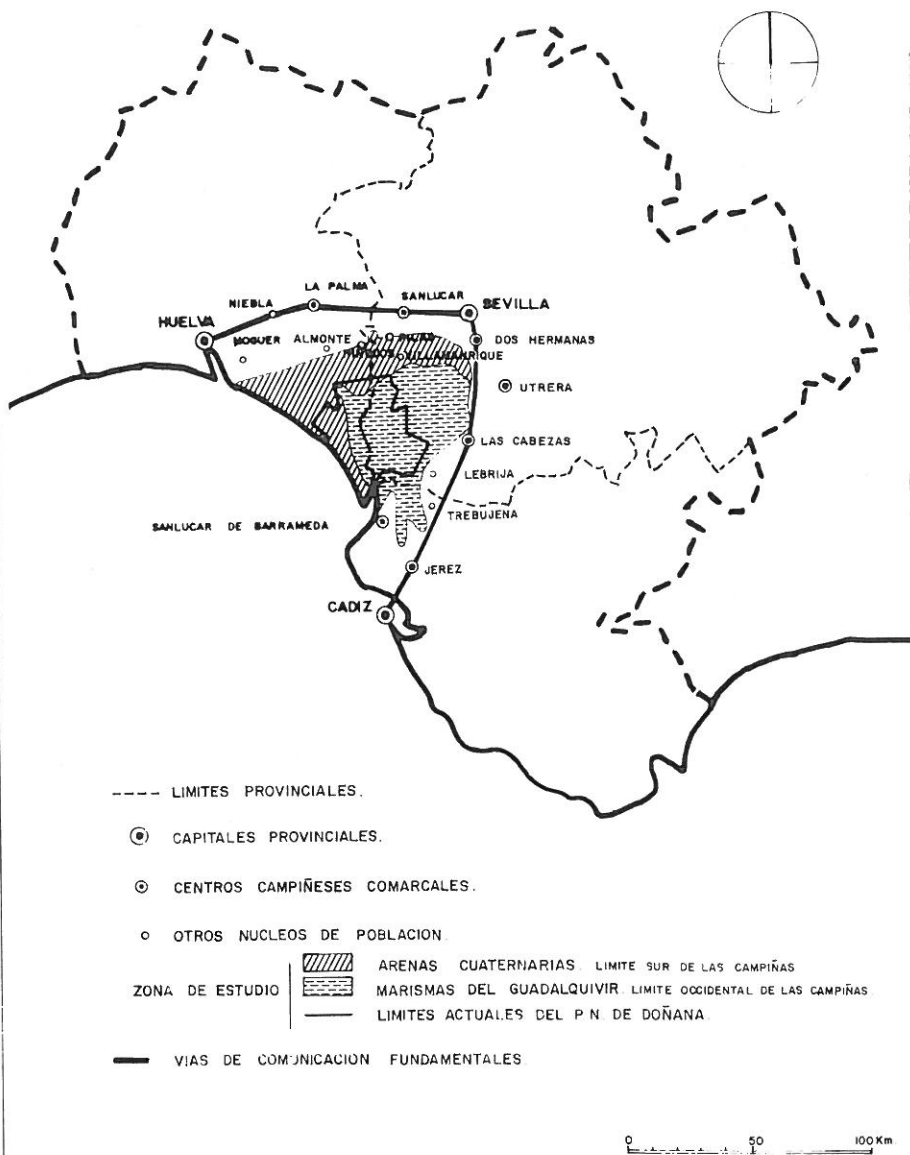 LA PALMA
NIEBLA
SANLUCAR
SEVILLA
HUELVA
MOGUER
ALMONTE
PILAS
DOS HERMANAS
HINOJOS
VILLAMANRIQUE
UTRERA
LAS CABEZAS
LEBRIJA
TREBUJENA
SANLUCAR DE BARRAMEDA
JEREZ
CADIZ
LIMITES PROVINCIALES.
CAPITALES PROVINCIALES.
CENTROS CAMPIÑESES COMARCALES.
OTROS NUCLEOS DE POBLACION
ZONA DE ESTUDIO
ARENAS CUATERNARIAS. LIMITE SUR DE LAS CAMPIÑAS
MARISMAS DEL GUADALQUIVIR. LIMITE OCCIDENTAL DE LAS CAMPIÑAS
LIMITES ACTUALES DEL P.N. DE DOÑANA.
VIAS DE COMUNICACION FUNDAMENTALES.
0 50 100 Km.